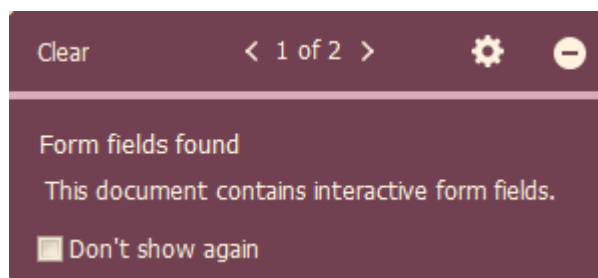 Clear < 1 of 2 >
Form fields found
This document contains interactive form fields.
Don't show again